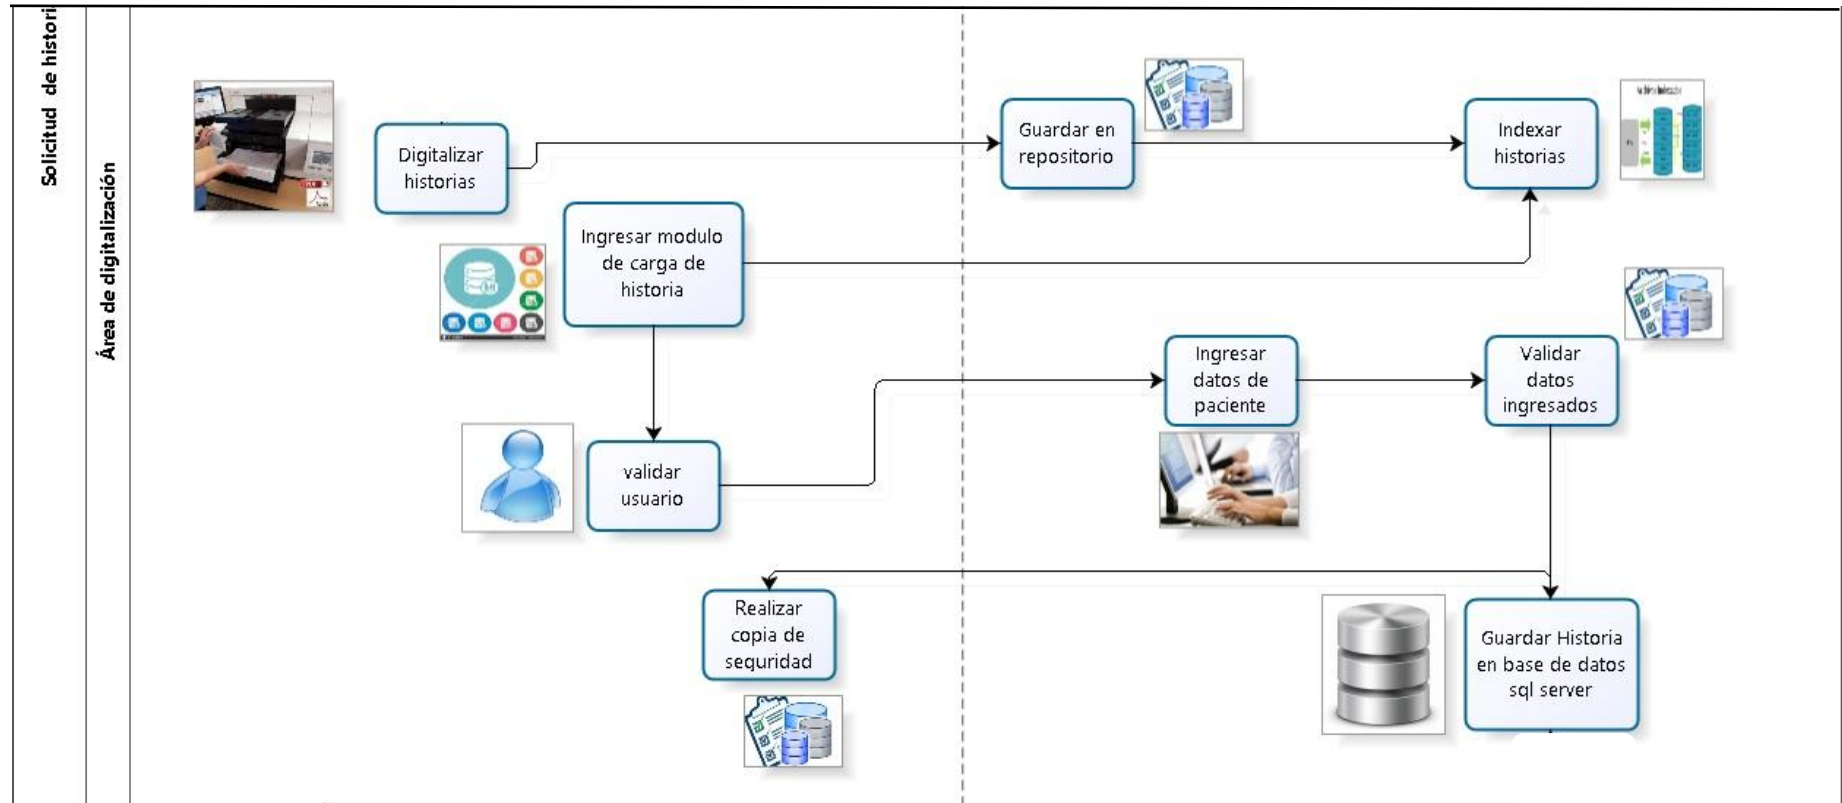 Solicitud de histori
Área de digitalización
Digitalizar
historias
Guardar en
repositorio
Indexar
historias
Ingresar modulo
de carga de
historia
Ingresar
datos de
paciente
Validar
datos
ingresados
validar
usuario
Realizar
copia de
seguridad
Guardar Historia
en base de datos
sql server